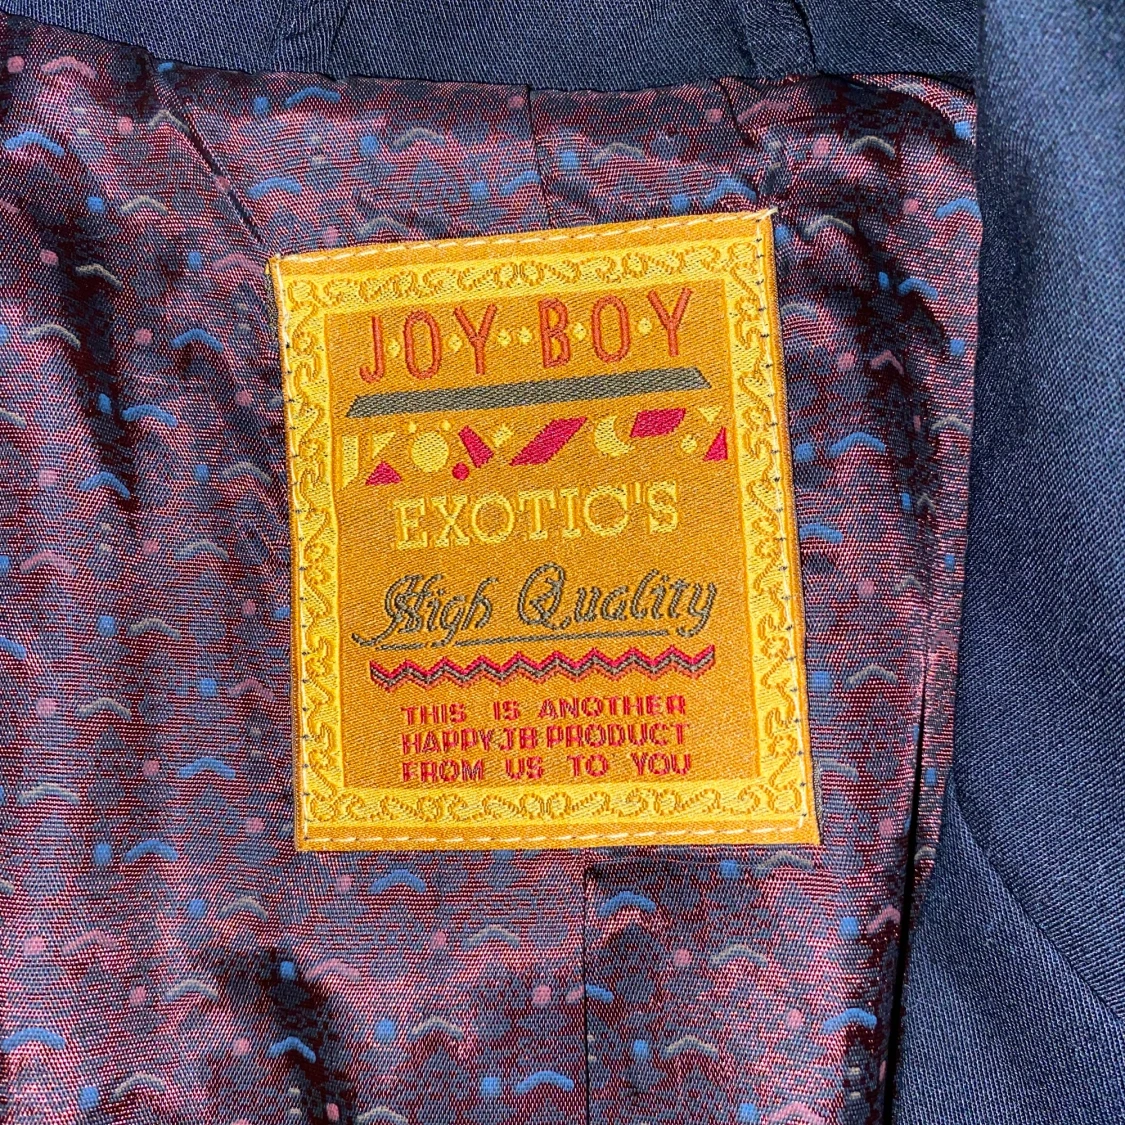 JOY BOY
EXOTIC'S
High Quality
THIS IS ANOTHER
HAPPY JB PRODUCT
FROM US TO YOU